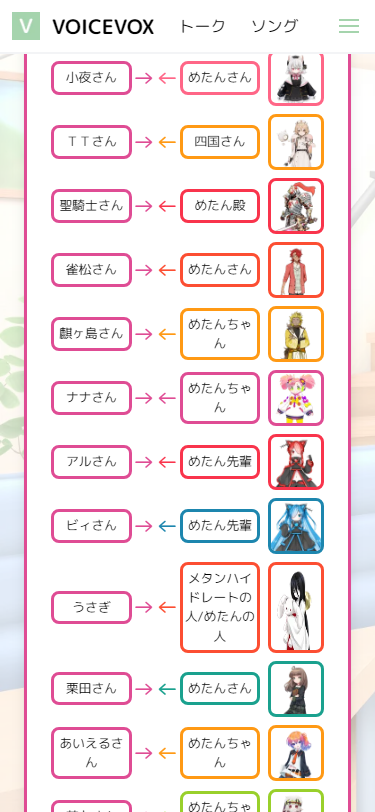 V VOICEVOX トーク ソング
小夜さん → ← めたんさん
ＴＴさん → ← 四国さん
聖騎士さん → ← めたん殿
雀松さん → ← めたんさん
麒ヶ島さん → ← めたんちゃ
ん
ナナさん → ← めたんちゃ
ん
アルさん → ← めたん先輩
ビィさん → ← めたん先輩
うさぎ → ← メタンハイ
ドレートの
人/めたんの
人
栗田さん → ← めたんさん
あいえるさ
ん → ← めたんちゃ
ん
めたんちゃ